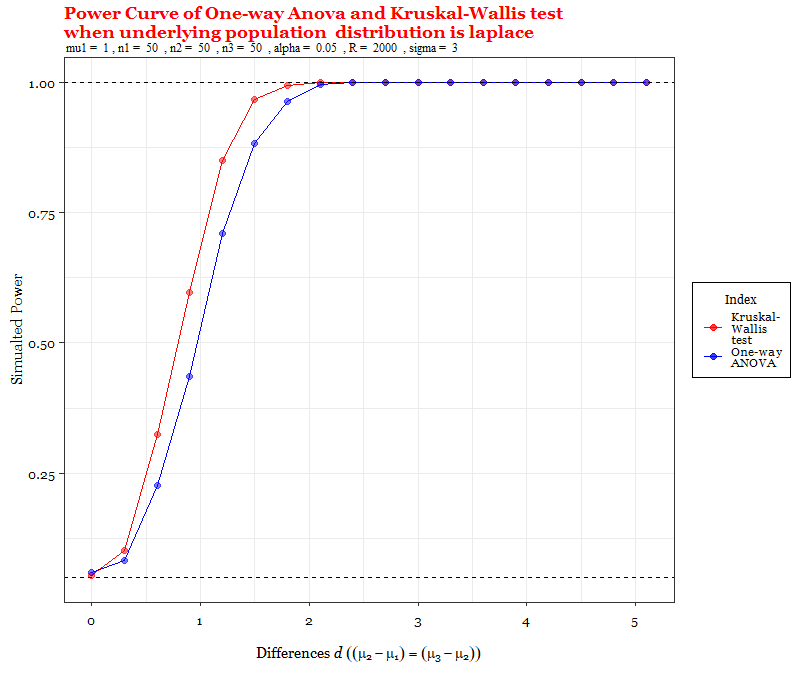 Power Curve of One-way Anova and Kruskal-Wallis test
when underlying population  distribution is laplace
mu1 =  1 , n1 =  50  , n2 =  50  , n3 =  50  , alpha =  0.05  , R =  2000  , sigma =  3
1.00
0.75
0.50
0.25
Simualted Power
0 1 2 3 4 5
Differences d ((μ₂ − μ₁) = (μ₃ − μ₂))
Index
Kruskal-
Wallis
test
One-way
ANOVA